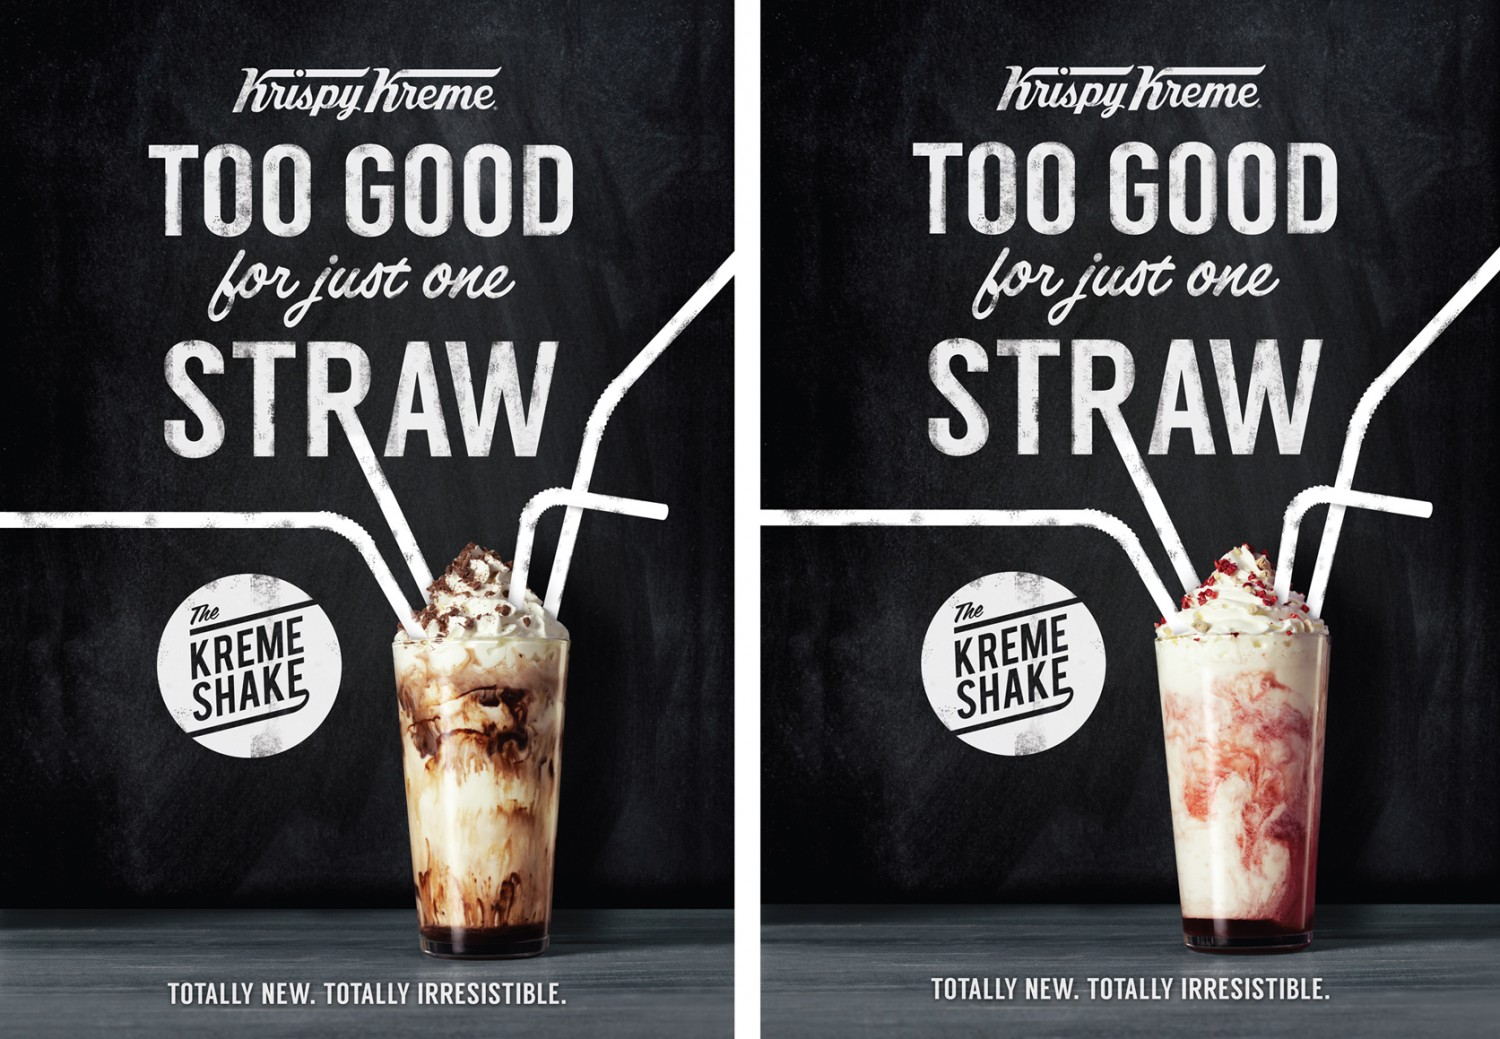 Krispy Kreme
TOO GOOD
for just one
STRAW
The
KREME
SHAKE
TOTALLY NEW. TOTALLY IRRESISTIBLE.
Krispy Kreme
TOO GOOD
for just one
STRAW
The
KREME
SHAKE
TOTALLY NEW. TOTALLY IRRESISTIBLE.